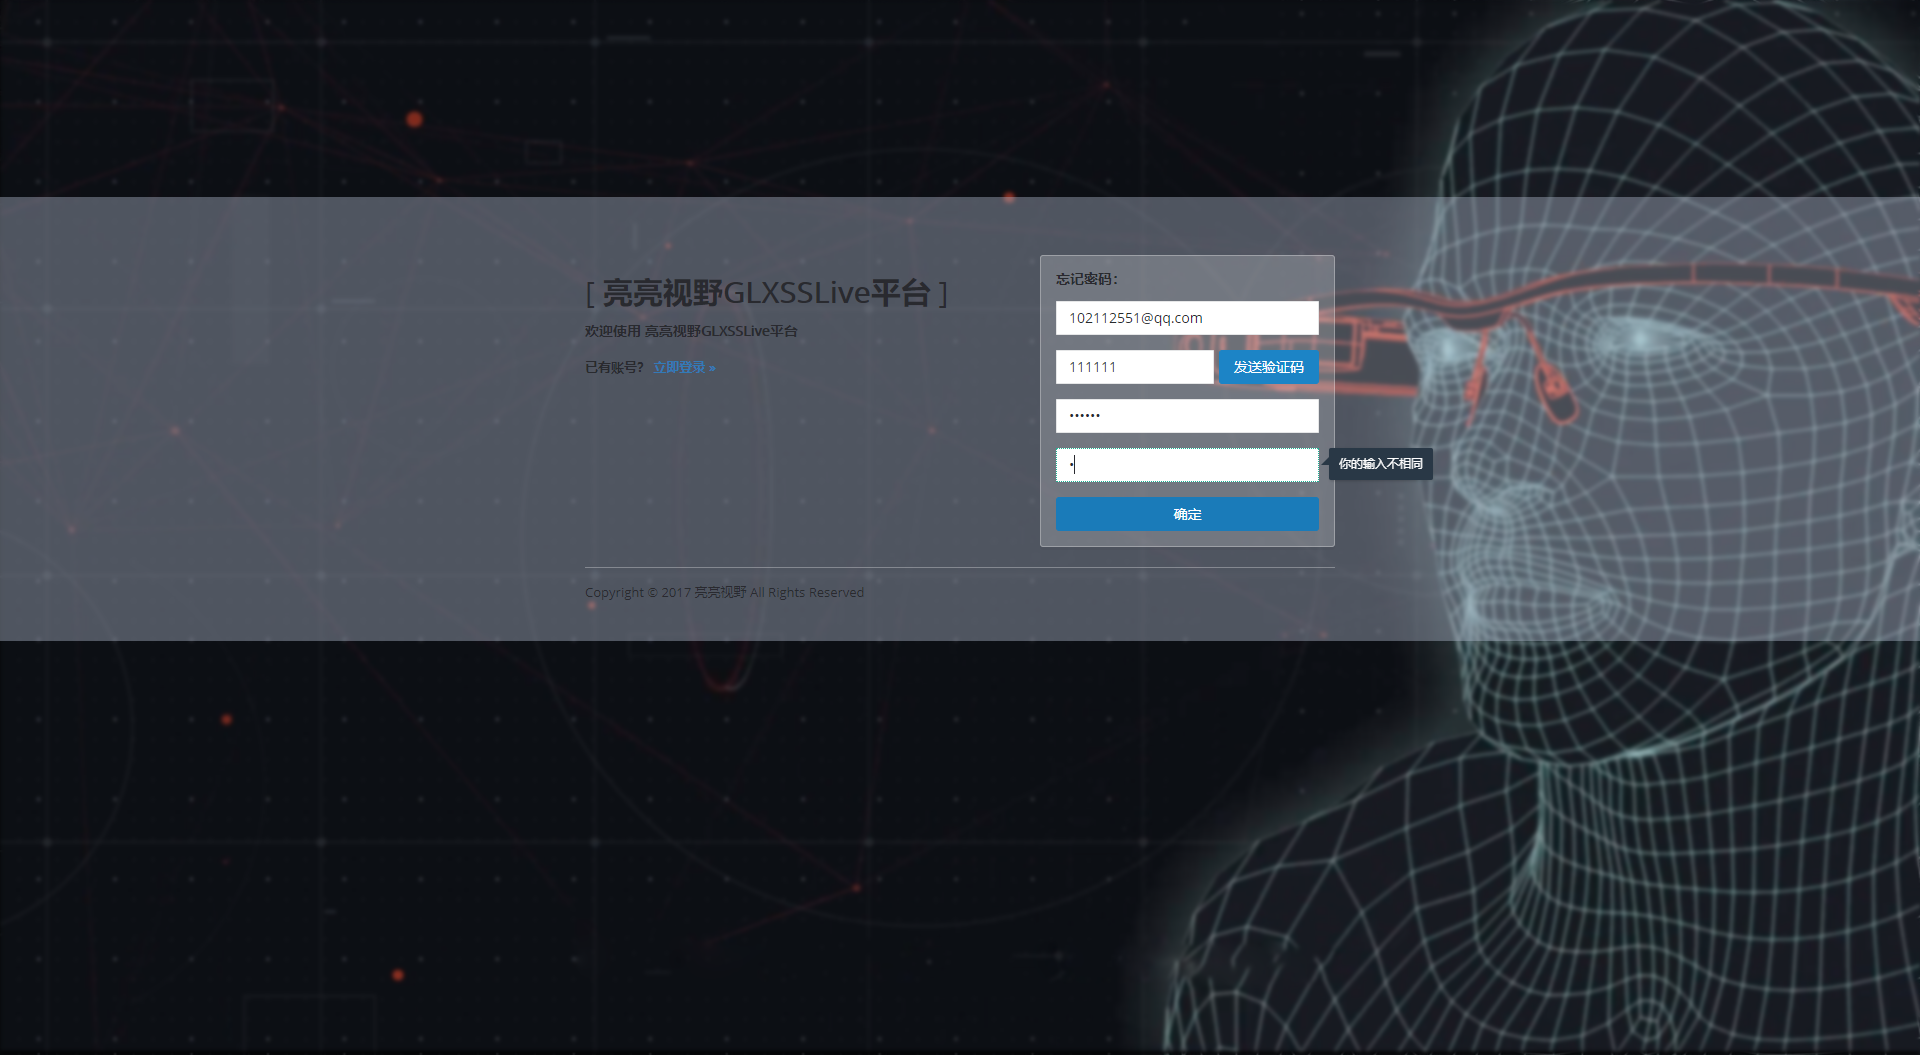 [ 亮亮视野GLXSSLive平台 ]
欢迎使用 亮亮视野GLXSSLive平台
已有账号? 立即登录 »
忘记密码：
102112551@qq.com
111111 发送验证码
••••••
• 你的输入不相同
确定
Copyright © 2017 亮亮视野 All Rights Reserved